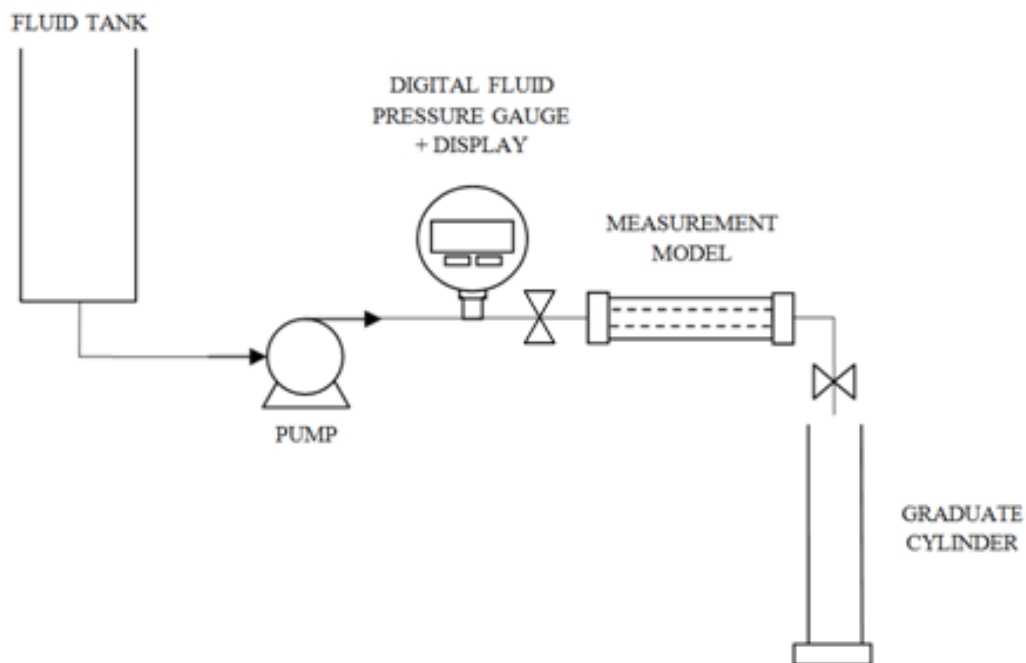 FLUID TANK
DIGITAL FLUID
PRESSURE GAUGE
+ DISPLAY
MEASUREMENT
MODEL
PUMP
GRADUATE
CYLINDER